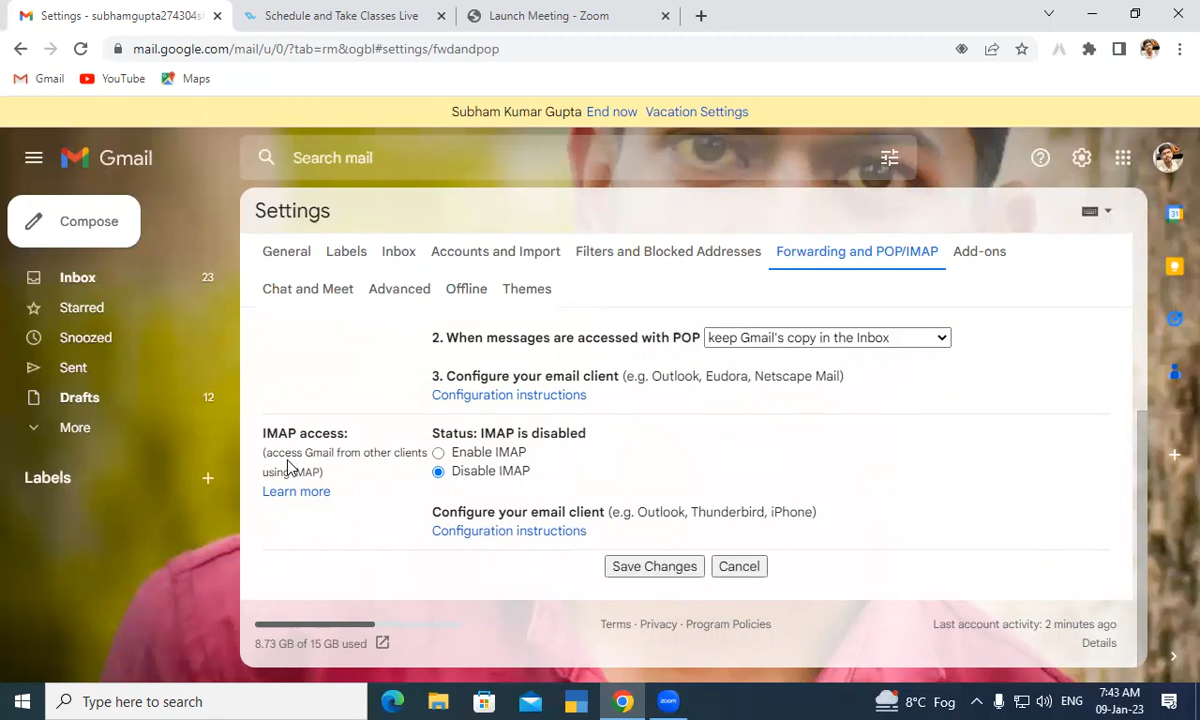 Settings - subhamgupta274304s
Schedule and Take Classes Live
Launch Meeting - Zoom
mail.google.com/mail/u/0/?tab=rm&ogbl#settings/fwdandpop
Gmail YouTube Maps
Subham Kumar Gupta End now Vacation Settings
Gmail
Search mail
Compose
Settings
General Labels Inbox Accounts and Import Filters and Blocked Addresses Forwarding and POP/IMAP Add-ons
Chat and Meet Advanced Offline Themes
Inbox 23
Starred
Snoozed
Sent
Drafts 12
More
Labels
2. When messages are accessed with POP keep Gmail's copy in the Inbox
3. Configure your email client (e.g. Outlook, Eudora, Netscape Mail)
Configuration instructions
IMAP access:
(access Gmail from other clients
using IMAP)
Learn more
Status: IMAP is disabled
Enable IMAP
Disable IMAP
Configure your email client (e.g. Outlook, Thunderbird, iPhone)
Configuration instructions
Save Changes Cancel
8.73 GB of 15 GB used
Terms · Privacy · Program Policies
Last account activity: 2 minutes ago
Details
31
Type here to search
zoom
8°C Fog
ENG
7:43 AM
09-Jan-23